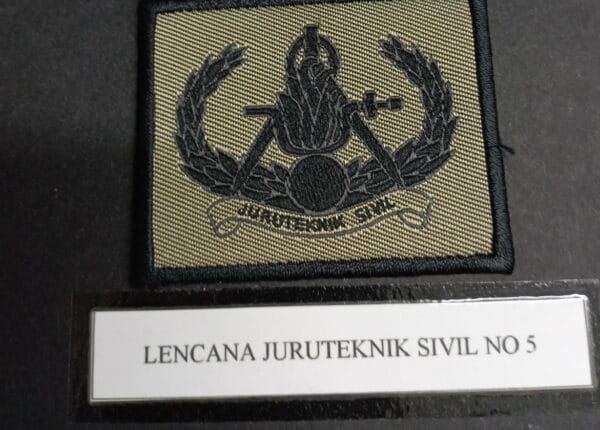 JURUTEKNIK SIVIL
LENCANA JURUTEKNIK SIVIL NO 5